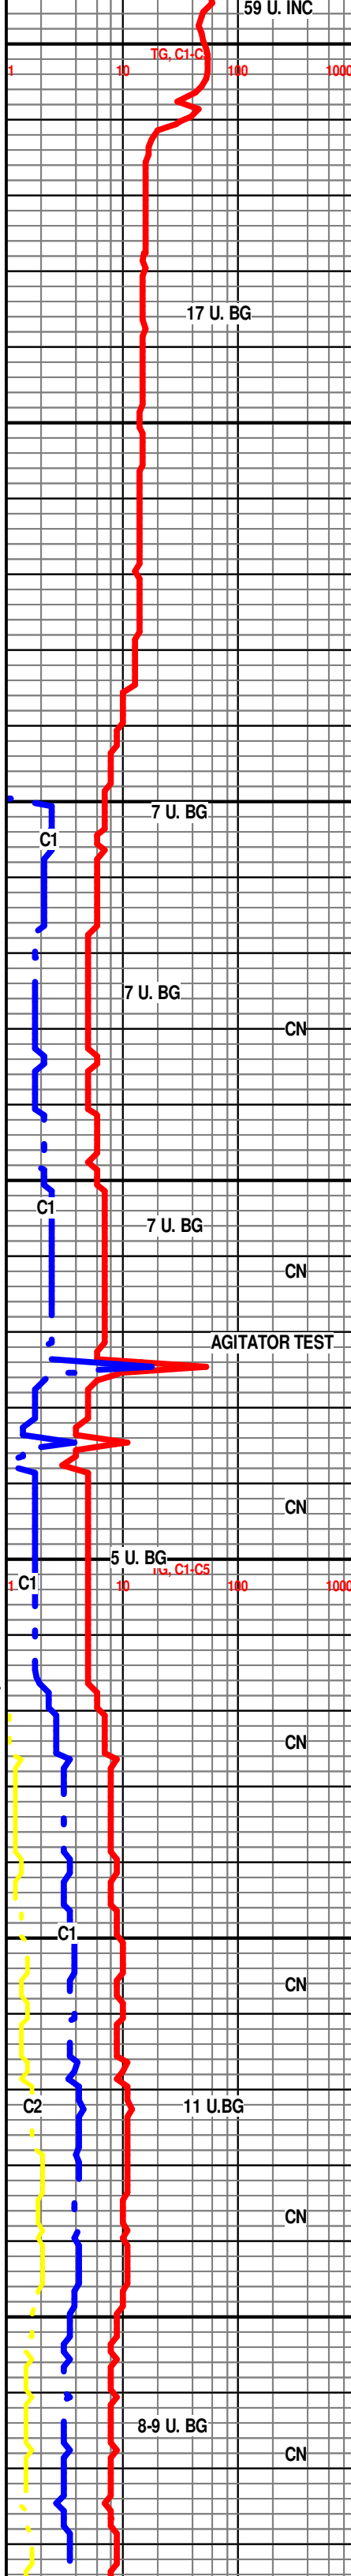 59 U. INC
TG, C1-C
1 10 100 1000
17 U. BG
7 U. BG
C1
7 U. BG
CN
C1
7 U. BG
CN
AGITATOR TEST
CN
5 U. BG
TG, C1-C5
C1
1 10 100 1000
CN
C1
CN
C2
11 U.BG
CN
8-9 U. BG
CN